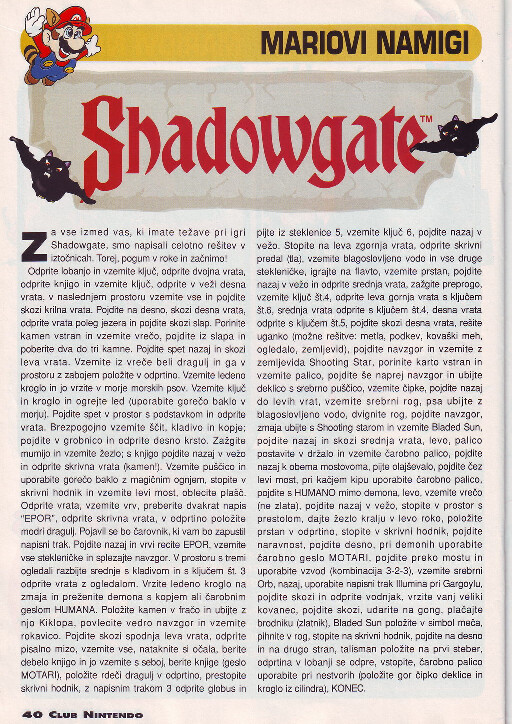 MARIOVI NAMIGI
Shadowgate™
Za vse izmed vas, ki imate težave pri igri
Shadowgate, smo napisali celotno rešitev v
iztočnicah. Torej, pogum v roke in začnimo!
Odprite lobanjo in vzemite ključ, odprite dvojna vrata,
odprite knjigo in vzemite ključ, odprite v veži desna
vrata, v naslednjem prostoru vzemite vse in pojdite
skozi krilna vrata. Pojdite na desno, skozi desna vrata,
odprite vrata poleg jezera in pojdite skozi slap. Porinite
kamen vstran in vzemite vrečo, pojdite iz slapa in
poberite dva do tri kamne. Pojdite spet nazaj in skozi
leva vrata. Vzemite iz vreče beli dragulj in ga v
prostoru z zabojem položite v odprtino. Vzemite ledeno
kroglo in jo vrzite v morje morskih psov. Vzemite ključ
in kroglo in ogrejte led (uporabite gorečo baklo v
morju). Pojdite spet v prostor s podstavkom in odprite
vrata. Brezpogojno vzemite ščit, kladivo in kopje;
pojdite v grobnico in odprite desno krsto. Zažgite
mumijo in vzemite žezlo; s knjigo pojdite nazaj v vežo
in odprite skrivna vrata (kamen!). Vzemite puščico in
uporabite gorečo baklo z magičnim ognjem, stopite v
skrivni hodnik in vzemite levi most, oblecite plašč.
Odprite vrata, vzemite vrv, preberite dvakrat napis
"EPOR", odprite skrivna vrata, v odprtino položite
modri dragulj. Pojavil se bo čarovnik, ki vam bo zapustil
napisni trak. Pojdite nazaj in vrvi recite EPOR, vzemite
vse stekleničke in splezajte navzgor. V prostoru s tremi
ogledali razbijte srednje s kladivom in s ključem št. 3
odprite vrata z ogledalom. Vrzite ledeno kroglo na
zmaja in preženite demona s kopjem ali čarobnim
geslom HUMANA. Položite kamen v fračo in ubijte z
njo Kiklopa, povlecite vedro navzgor in vzemite
rokavico. Pojdite skozi spodnja leva vrata, odprite
pisalno mizo, vzemite vse, nataknite si očala, berite
debelo knjigo in jo vzemite s seboj, berite knjige (geslo
MOTARI), položite rdeči dragulj v odprtino, prestopite
skrivni hodnik, z napisnim trakom 3 odprite globus in
pijte iz steklenice 5, vzemite ključ 6, pojdite nazaj v
vežo. Stopite na leva zgornja vrata, odprite skrivni
predal (tla), vzemite blagoslovljeno vodo in vse druge
stekleničke, igrajte na flavto, vzemite prstan, pojdite
nazaj v vežo in odprite srednja vrata, zažgite preprogo,
vzemite ključ št.4, odprite leva gornja vrata s ključem
št.6, srednja vrata odprite s ključem št.4, desna vrata
odprite s ključem št.5, pojdite skozi desna vrata, rešite
uganko (možne rešitve: metla, podkev, kovaški meh,
ogledalo, zemljevid), pojdite navzgor in vzemite z
zemljevida Shooting Star, porinite karto vstran in
vzemite palico, pojdite še naprej navzgor in ubijte
deklico s srebrno puščico, vzemite čipke, pojdite nazaj
do levih vrat, vzemite srebrni rog, psa ubijte z
blagoslovljeno vodo, dvignite rog, pojdite navzgor,
zmaja ubijte s Shooting starom in vzemite Bladed Sun,
pojdite nazaj in skozi srednja vrata, levo, palico
postavite v držalo in vzemite čarobno palico, pojdite
nazaj k obema mostovoma, pijte olajševalo, pojdite čez
levi most, pri kačjem kipu uporabite čarobno palico,
pojdite s HUMANO mimo demona, levo, vzemite vrečo
(ne zlata), pojdite nazaj v vežo, stopite v prostor s
prestolom, dajte žezlo kralju v levo roko, položite
prstan v odprtino, stopite v skrivni hodnik, pojdite
naravnost, pojdite desno, pri demonih uporabite
čarobno geslo MOTARI, pojdite preko mostu in
uporabite vzvod (kombinacija 3-2-3), vzemite srebrni
Orb, nazaj, uporabite napisni trak Illumina pri Gargoylu,
pojdite skozi in odprite vodnjak, vrzite vanj veliki
kovanec, pojdite skozi, udarite na gong, plačajte
brodniku (zlatnik), Bladed Sun položite v simbol meča,
pihnite v rog, stopite na skrivni hodnik, pojdite na desno
in na drugo stran, talisman položite na prvi steber,
odprtina v lobanji se odpre, vstopite, čarobno palico
uporabite pri nestvorih (položite gor čipko deklice in
kroglo iz cilindra), KONEC.
40 CLUB NINTENDO